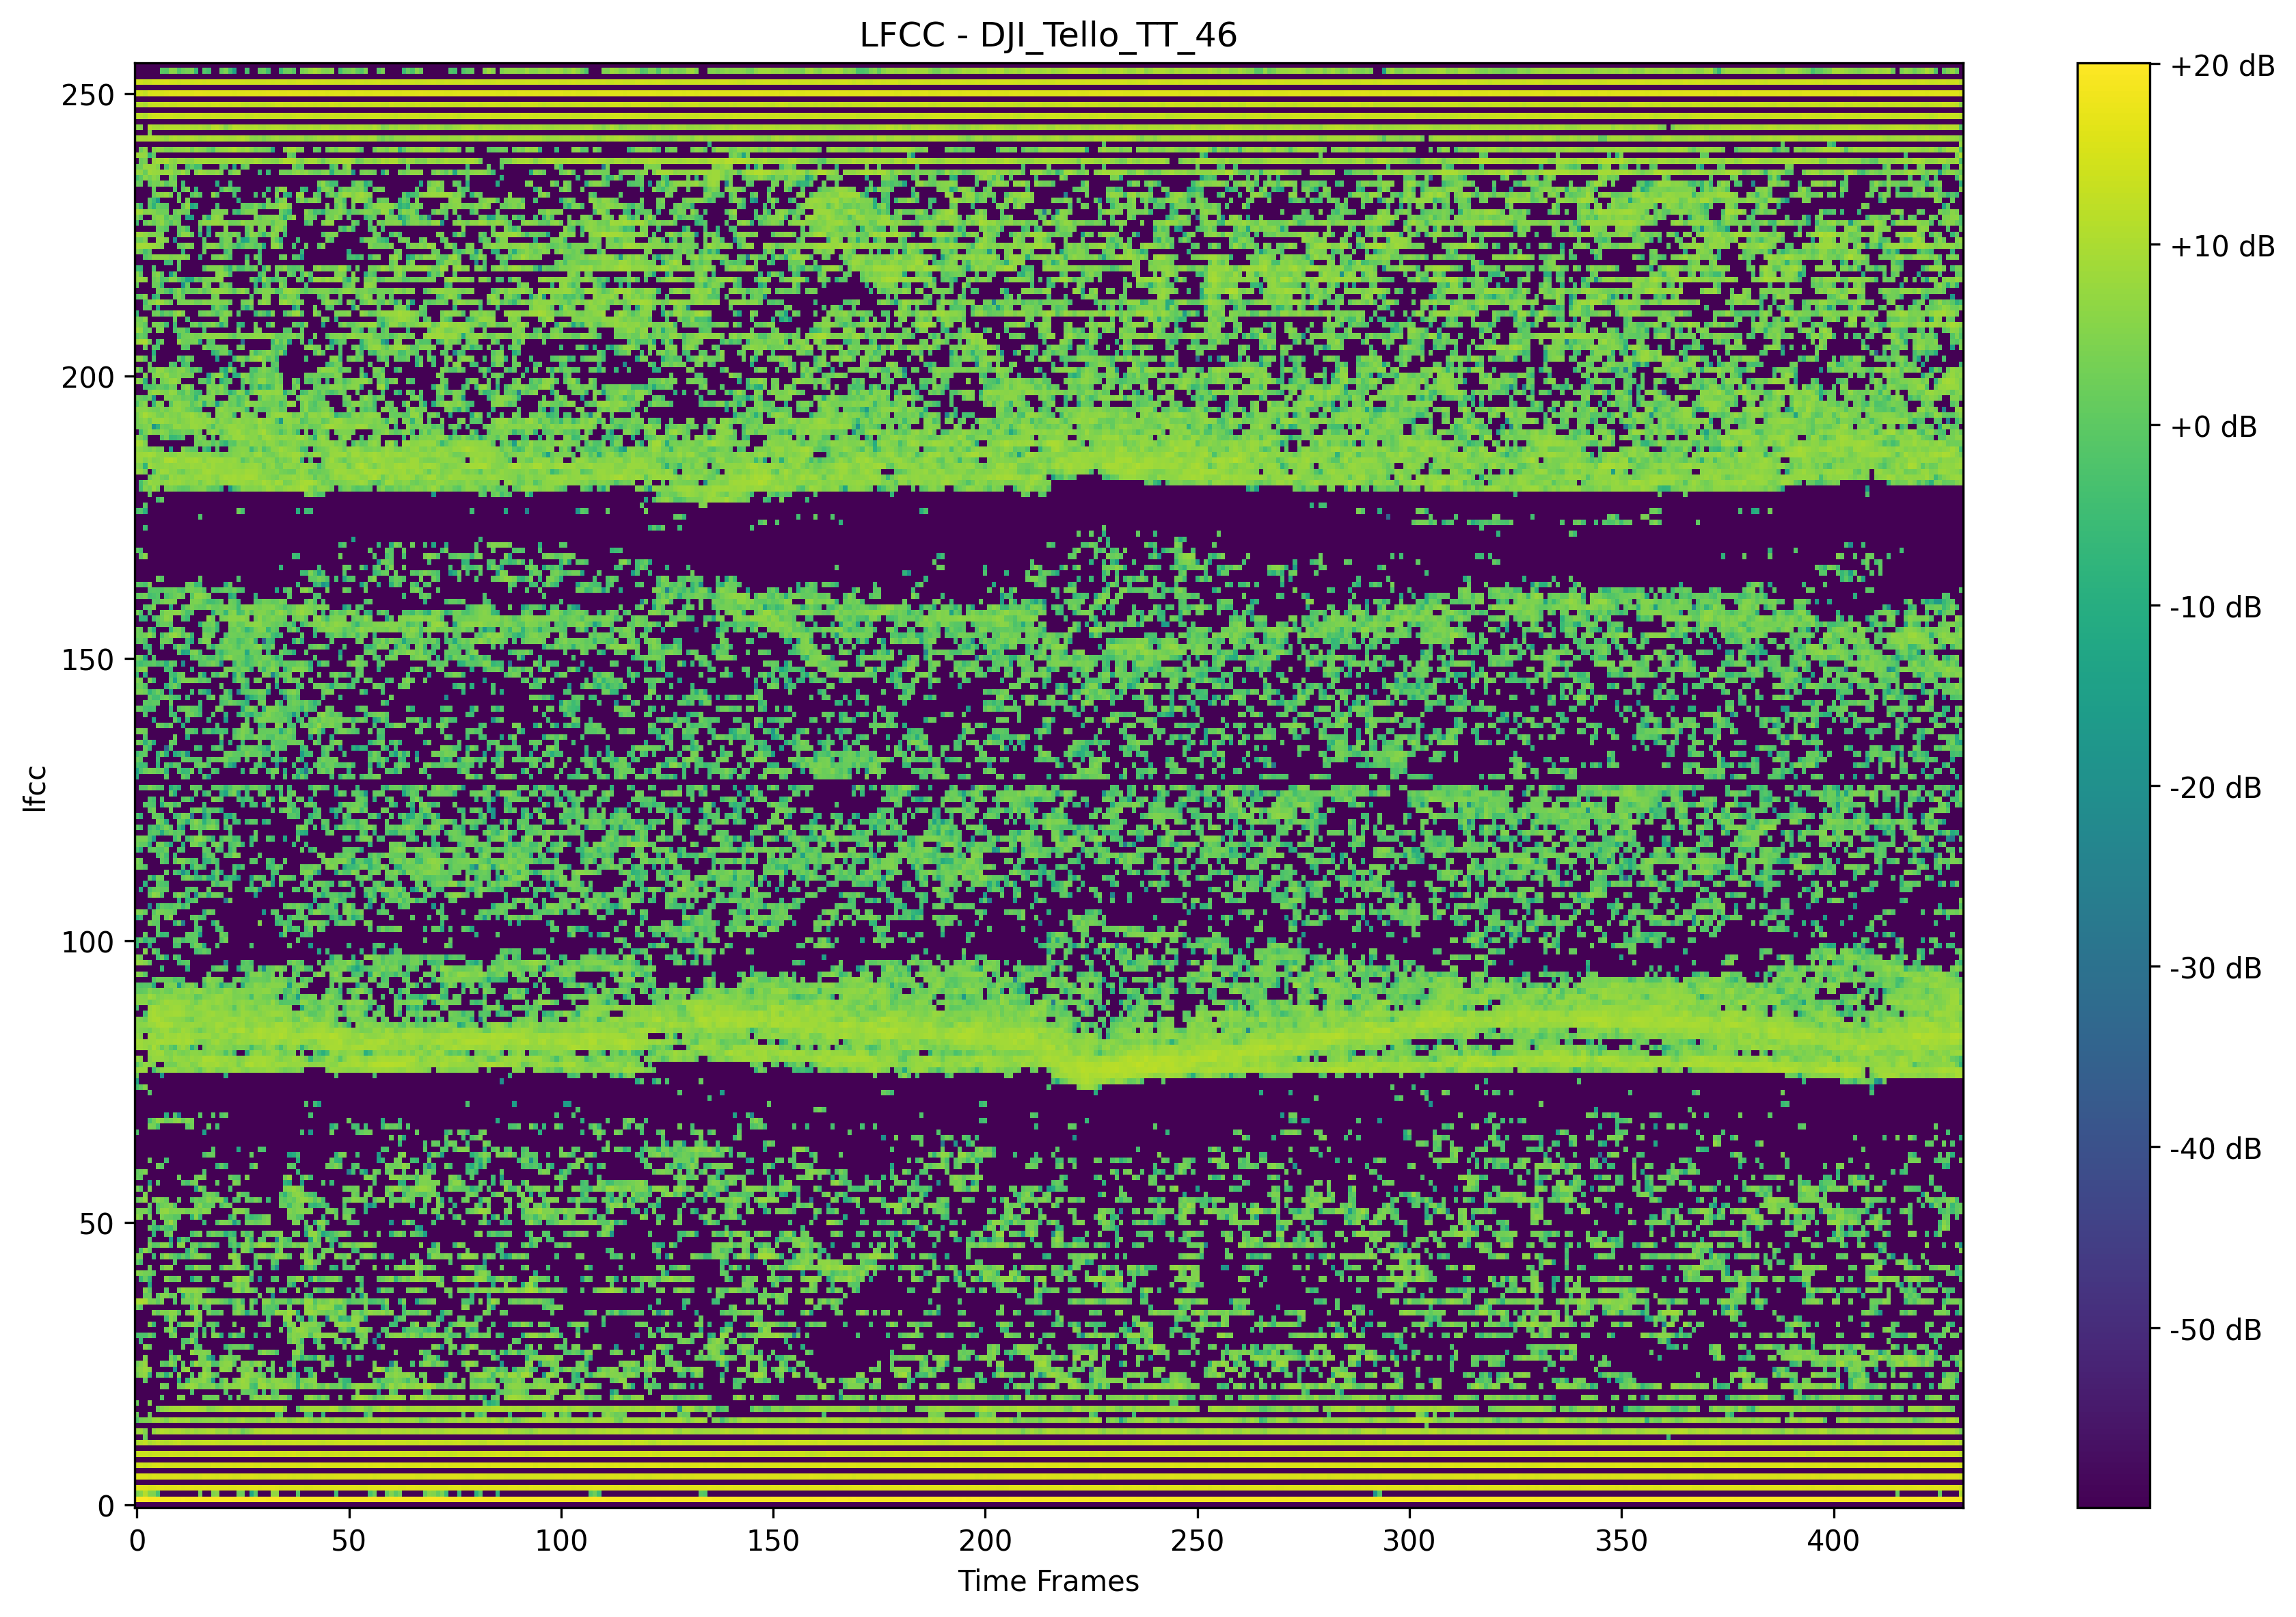 LFCC - DJI_Tello_TT_46
lfcc
250
200
150
100
50
0
0 50 100 150 200 250 300 350 400
Time Frames
+20 dB
+10 dB
+0 dB
-10 dB
-20 dB
-30 dB
-40 dB
-50 dB